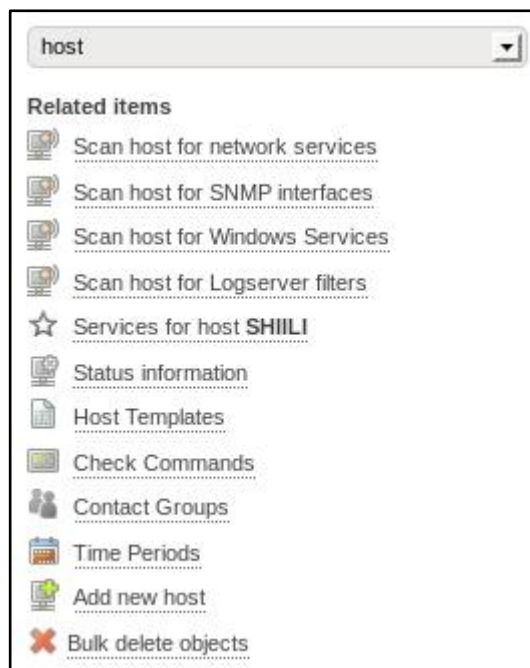 host
Related items
Scan host for network services
Scan host for SNMP interfaces
Scan host for Windows Services
Scan host for Logserver filters
Services for host SHIILI
Status information
Host Templates
Check Commands
Contact Groups
Time Periods
Add new host
Bulk delete objects